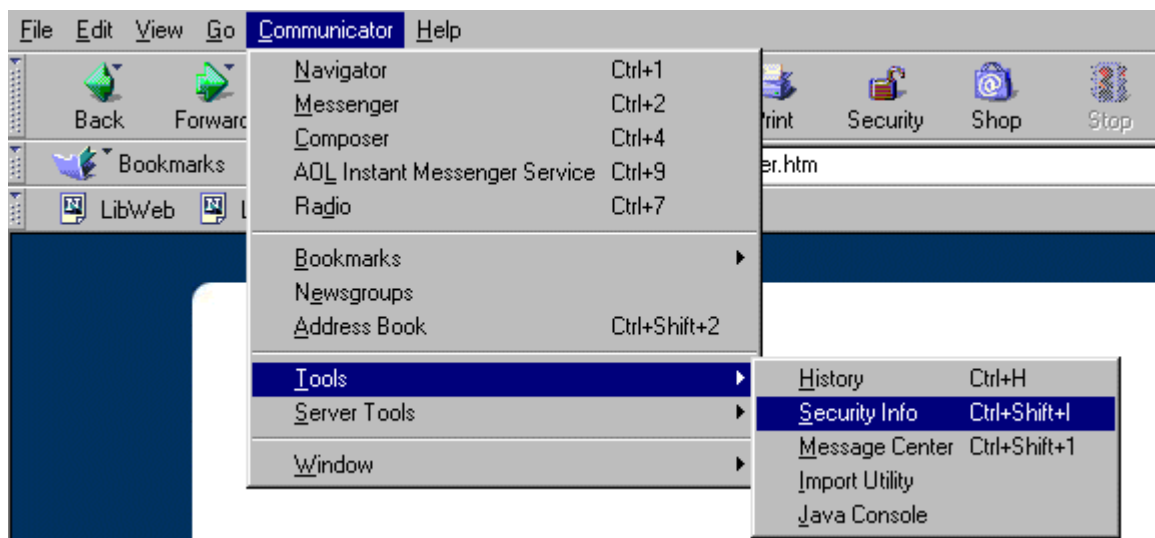 File Edit View Go Communicator Help
Navigator Ctrl+1
Messenger Ctrl+2
Composer Ctrl+4
AOL Instant Messenger Service Ctrl+9
Radio Ctrl+7
Bookmarks
Newsgroups
Address Book Ctrl+Shift+2
Tools
Server Tools
Window
History Ctrl+H
Security Info Ctrl+Shift+I
Message Center Ctrl+Shift+1
Import Utility
Java Console
Back Forward Print Security Shop Stop
Bookmarks er.htm
LibWeb L